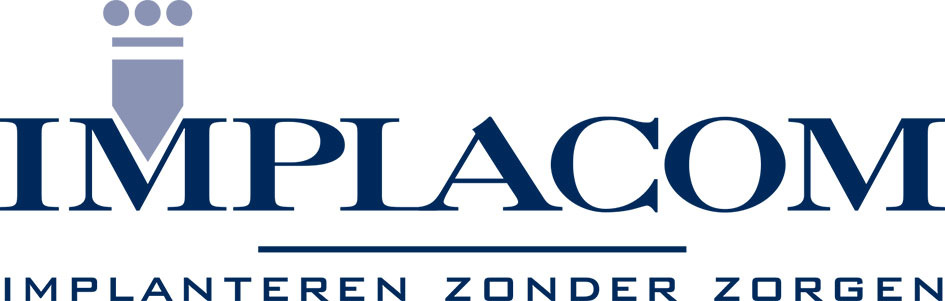 IMPLACOM
IMPLANTEREN ZONDER ZORGEN